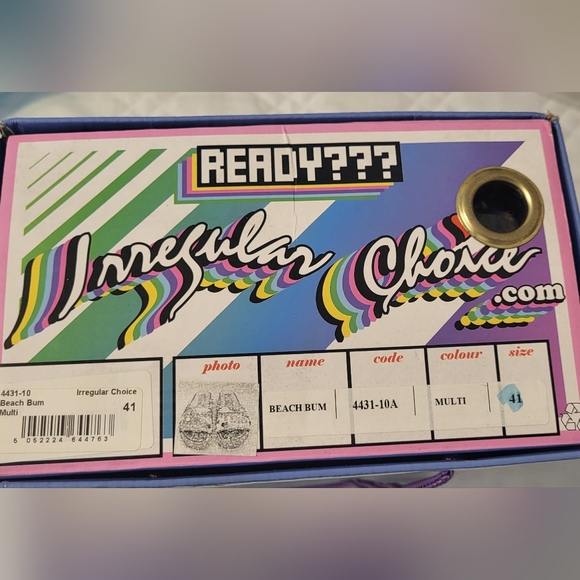 READY???
Irregular Choice
.com
photo name code colour size
BEACH BUM 4431-10A MULTI 41
4431-10 Irregular Choice
Beach Bum
Multi 41
5 052224 644763